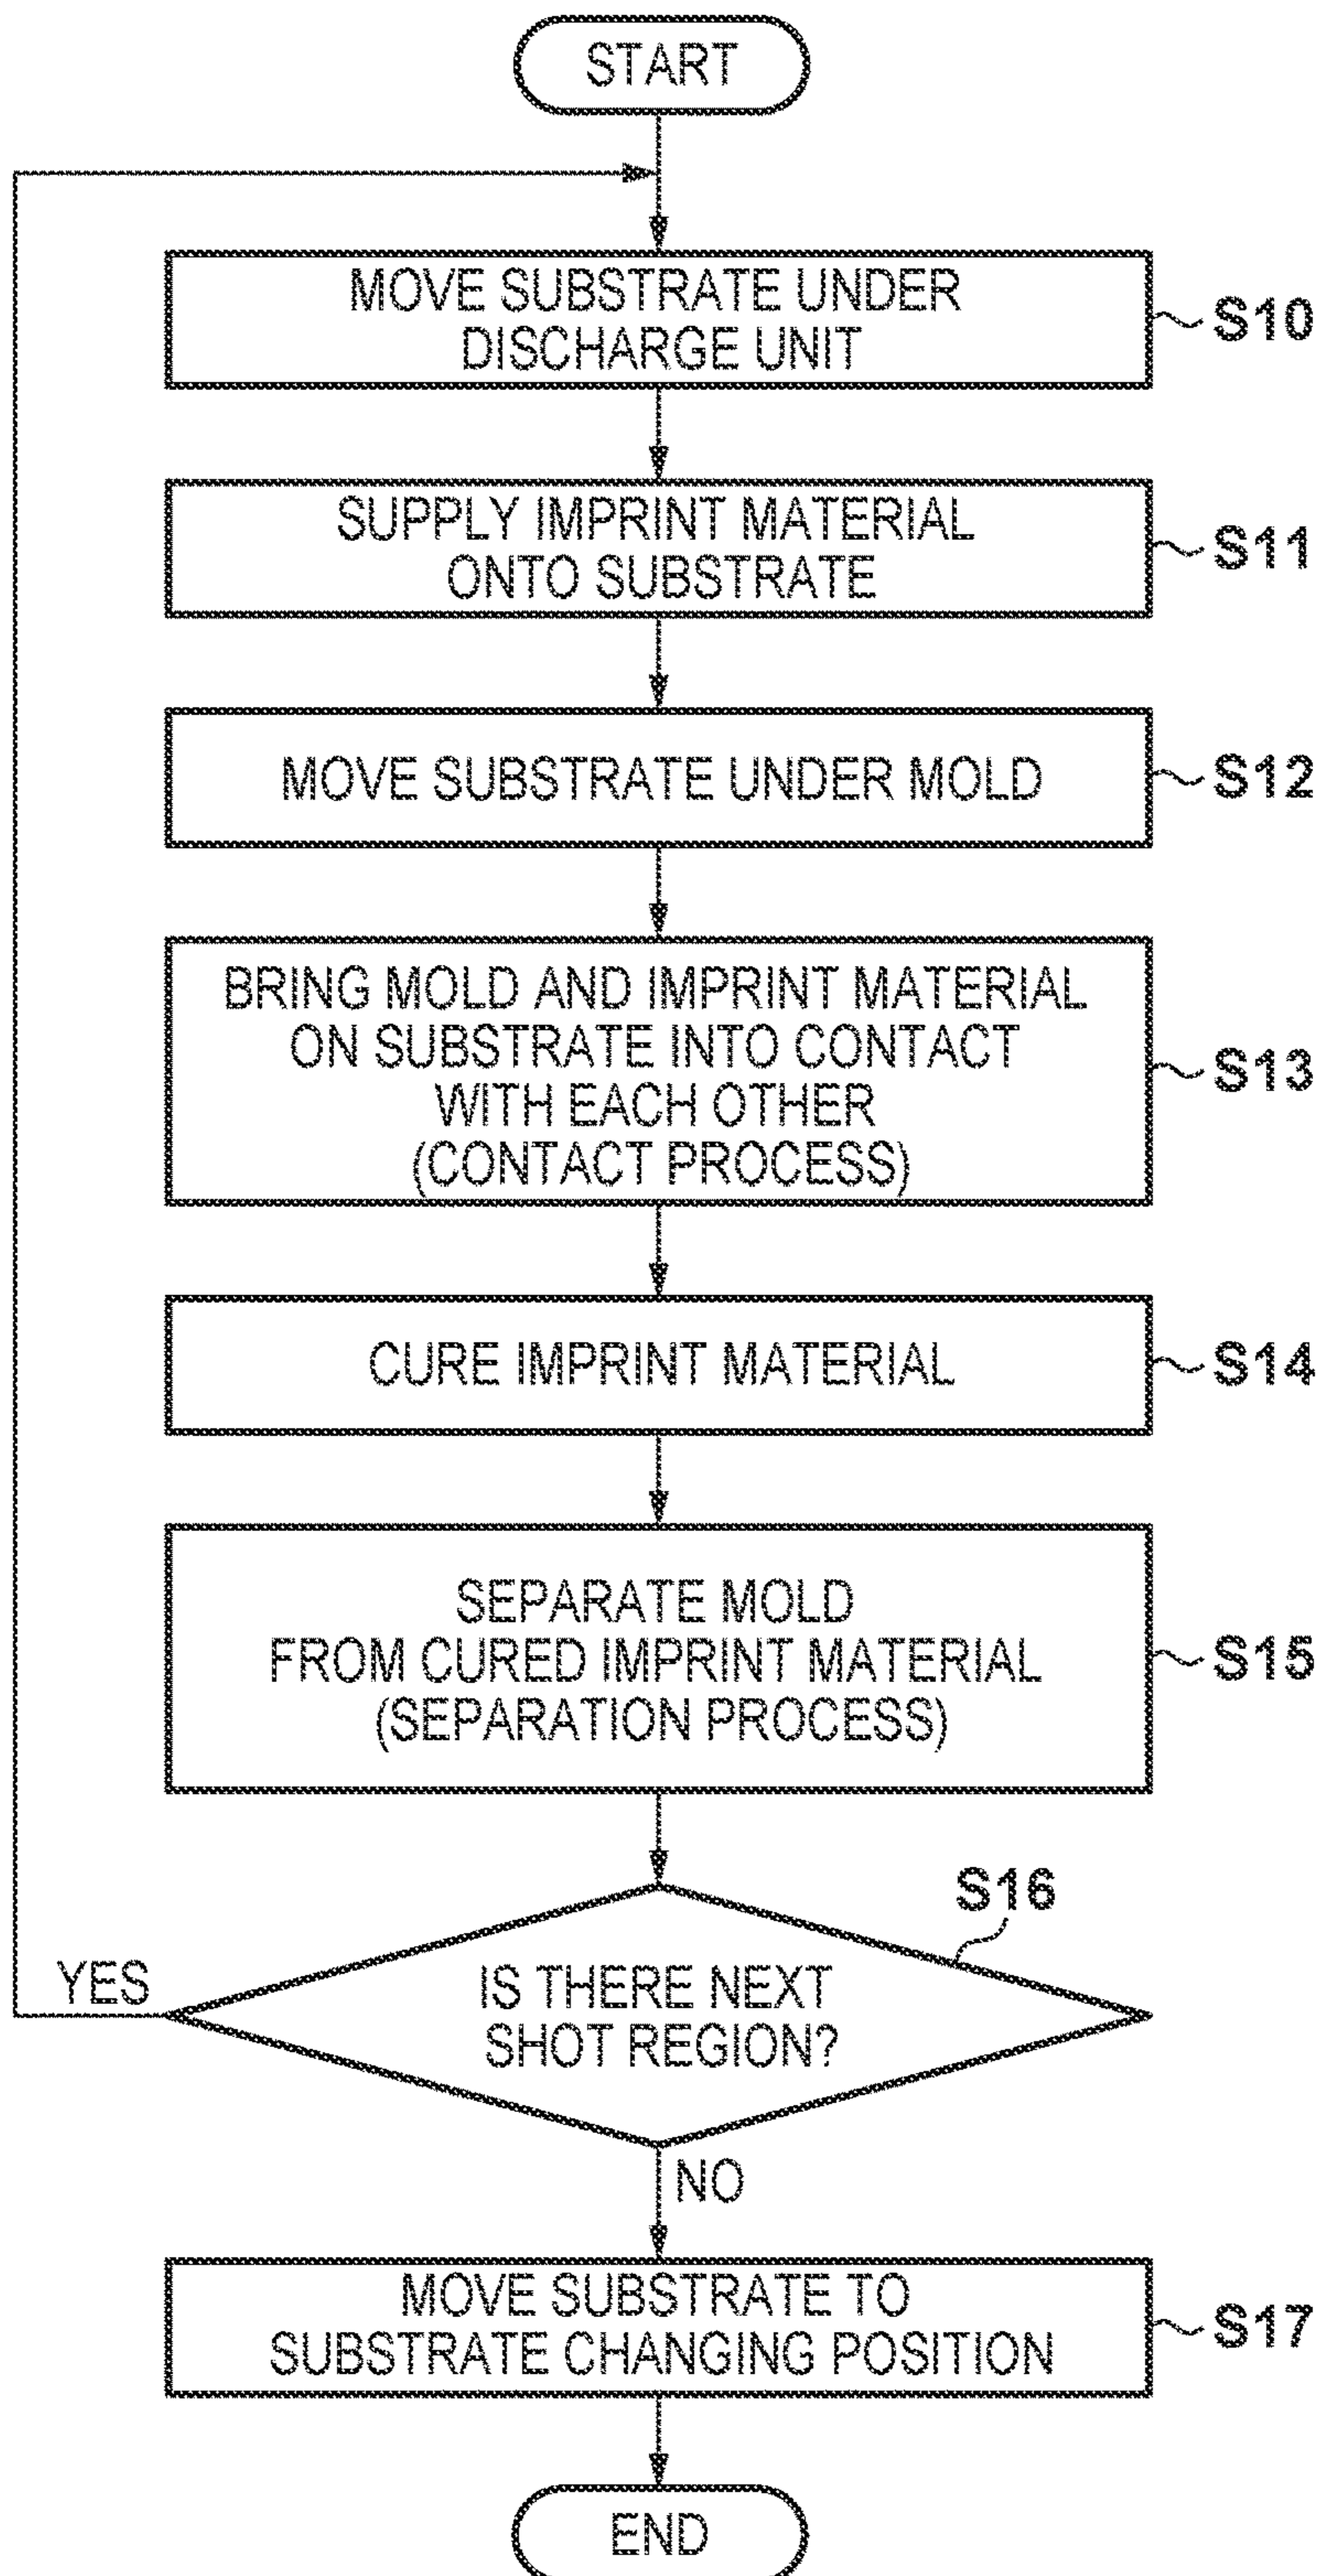 START
MOVE SUBSTRATE UNDER
DISCHARGE UNIT
S10
SUPPLY IMPRINT MATERIAL
ONTO SUBSTRATE
S11
MOVE SUBSTRATE UNDER MOLD
S12
BRING MOLD AND IMPRINT MATERIAL
ON SUBSTRATE INTO CONTACT
WITH EACH OTHER
(CONTACT PROCESS)
S13
CURE IMPRINT MATERIAL
S14
SEPARATE MOLD
FROM CURED IMPRINT MATERIAL
(SEPARATION PROCESS)
S15
S16
YES
IS THERE NEXT
SHOT REGION?
NO
MOVE SUBSTRATE TO
SUBSTRATE CHANGING POSITION
S17
END